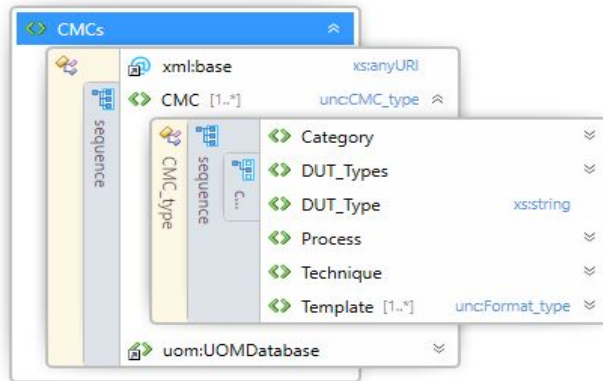 CMCs
xml:base xs:anyURI
CMC [1..*] unc:CMC_type
sequence
CMC_type
sequence
c...
Category
DUT_Types
DUT_Type xs:string
Process
Technique
Template [1..*] unc:Format_type
uom:UOMDatabase